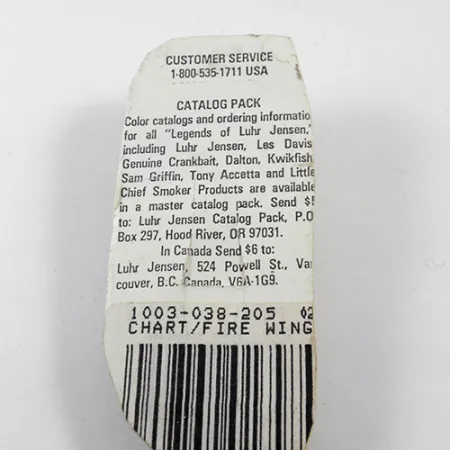 CUSTOMER SERVICE
1-800-535-1711 USA
CATALOG PACK
Color catalogs and ordering informatio
for all "Legends of Luhr Jensen,"
including Luhr Jensen, Les Davis
Genuine Crankbait, Dalton, Kwikfish
Sam Griffin, Tony Accetta and Little
Chief Smoker Products are available
in a master catalog pack. Send $5
to: Luhr Jensen Catalog Pack, P.O
Box 297, Hood River, OR 97031.
In Canada Send $6 to:
Luhr Jensen, 524 Powell St., Van
couver, B.C. Canada, V6A-1G9.
1003-038-205
CHART/FIRE WING